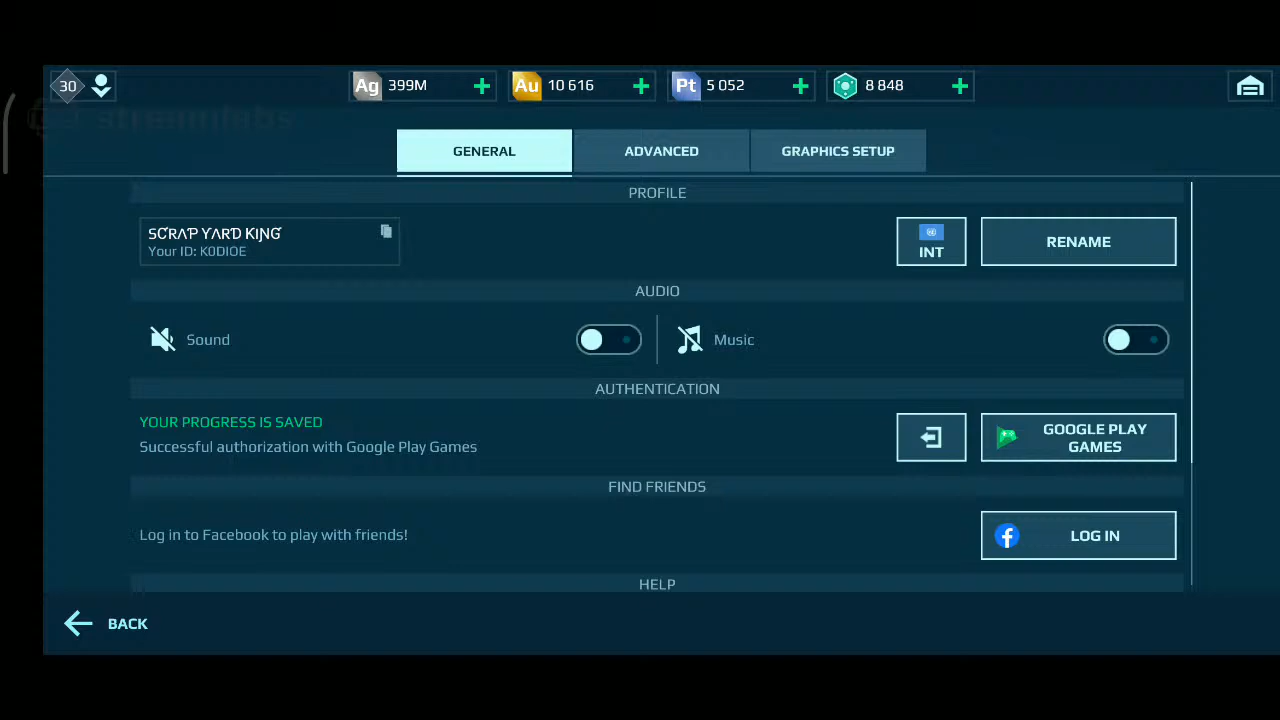 30
Ag 399M
Au 10 616
Pt 5 052
8 848
streamlabs
GENERAL
ADVANCED
GRAPHICS SETUP
PROFILE
SCRAP YARD KING
Your ID: K0DIOE
INT
RENAME
AUDIO
Sound
Music
AUTHENTICATION
YOUR PROGRESS IS SAVED
Successful authorization with Google Play Games
GOOGLE PLAY
GAMES
FIND FRIENDS
Log in to Facebook to play with friends!
LOG IN
HELP
BACK